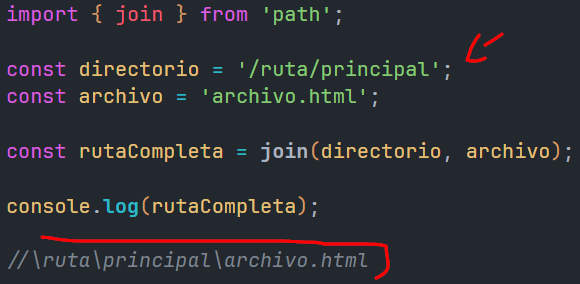 import { join } from 'path';
const directorio = '/ruta/principal';
const archivo = 'archivo.html';
const rutaCompleta = join(directorio, archivo);
console.log(rutaCompleta);
//\ruta\principal\archivo.html